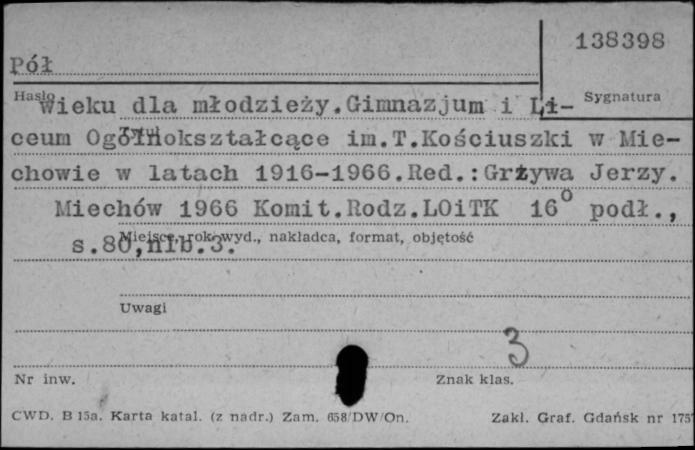 138398
Pół
Hasło
Sygnatura
wieku dla młodzieży.Gimnazjum i Li-
ceum Ogólnokształcące im.T.Kościuszki w Mie-
chowie w latach 1916-1966.Red.:Grzywa Jerzy.
Miechów 1966 Komit.Rodz.LOiTK 16° podł.,
Miejsce, rok wyd., nakładca, format, objętość
s.80,nlb.3.
Uwagi
3
Nr inw.
Znak klas.
CWD. B 15a. Karta katal. (z nadr.) Zam. 658/DW/On.
Zakł. Graf. Gdańsk nr 1757